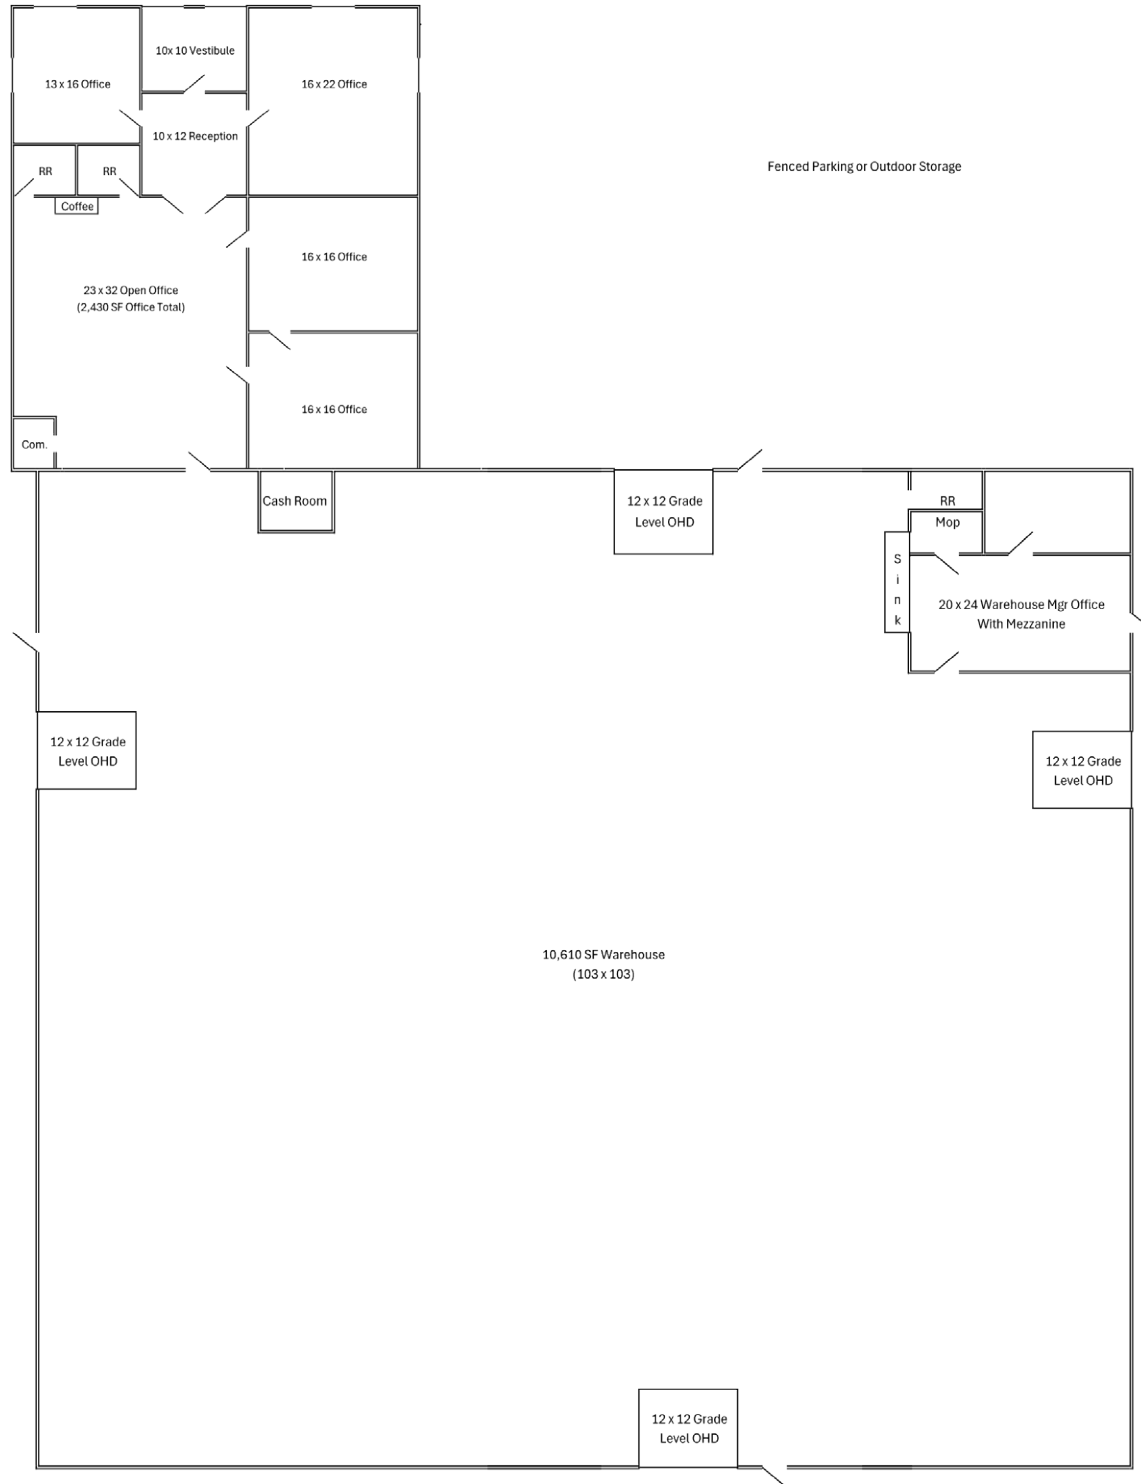 10x 10 Vestibule
13 x 16 Office
16 x 22 Office
10 x 12 Reception
Fenced Parking or Outdoor Storage
RR
RR
Coffee
16 x 16 Office
23 x 32 Open Office
(2,430 SF Office Total)
16 x 16 Office
Com.
Cash Room
12 x 12 Grade
Level OHD
RR
Mop
S
i
n
k
20 x 24 Warehouse Mgr Office
With Mezzanine
12 x 12 Grade
Level OHD
12 x 12 Grade
Level OHD
10,610 SF Warehouse
(103 x 103)
12 x 12 Grade
Level OHD